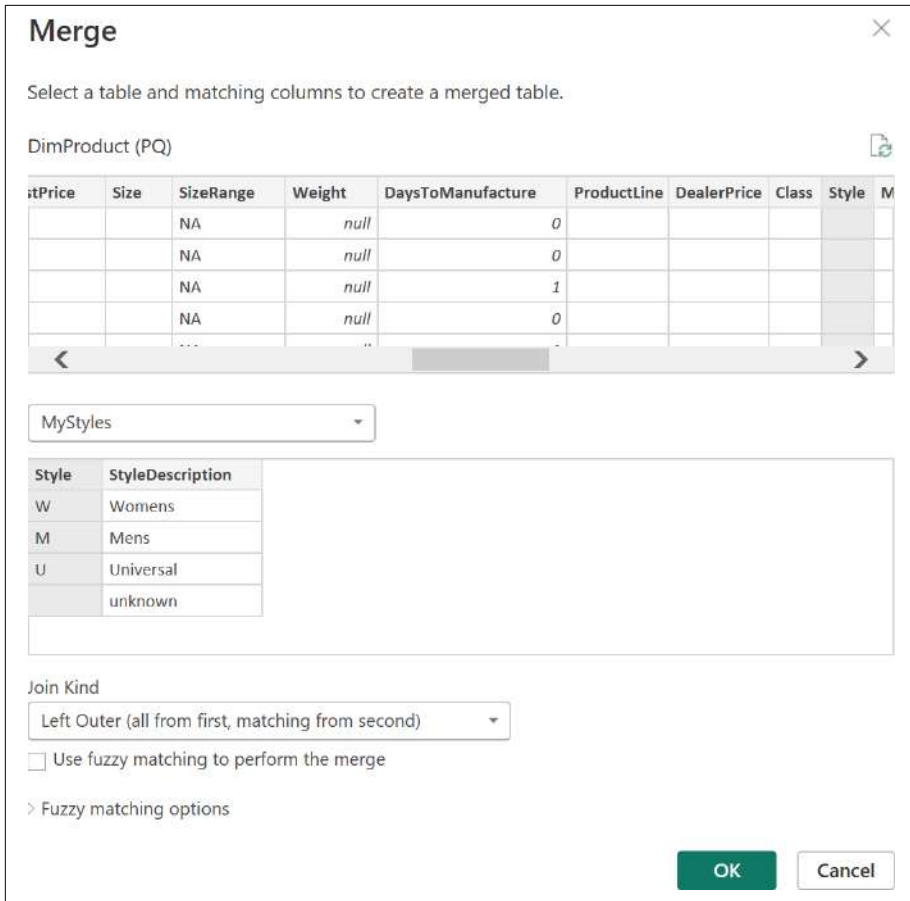 Merge
Select a table and matching columns to create a merged table.
DimProduct (PQ)
stPrice Size SizeRange Weight DaysToManufacture ProductLine DealerPrice Class Style M
NA null 0
NA null 0
NA null 1
NA null 0
MyStyles
Style StyleDescription
W Womens
M Mens
U Universal
unknown
Join Kind
Left Outer (all from first, matching from second)
Use fuzzy matching to perform the merge
Fuzzy matching options
OK Cancel